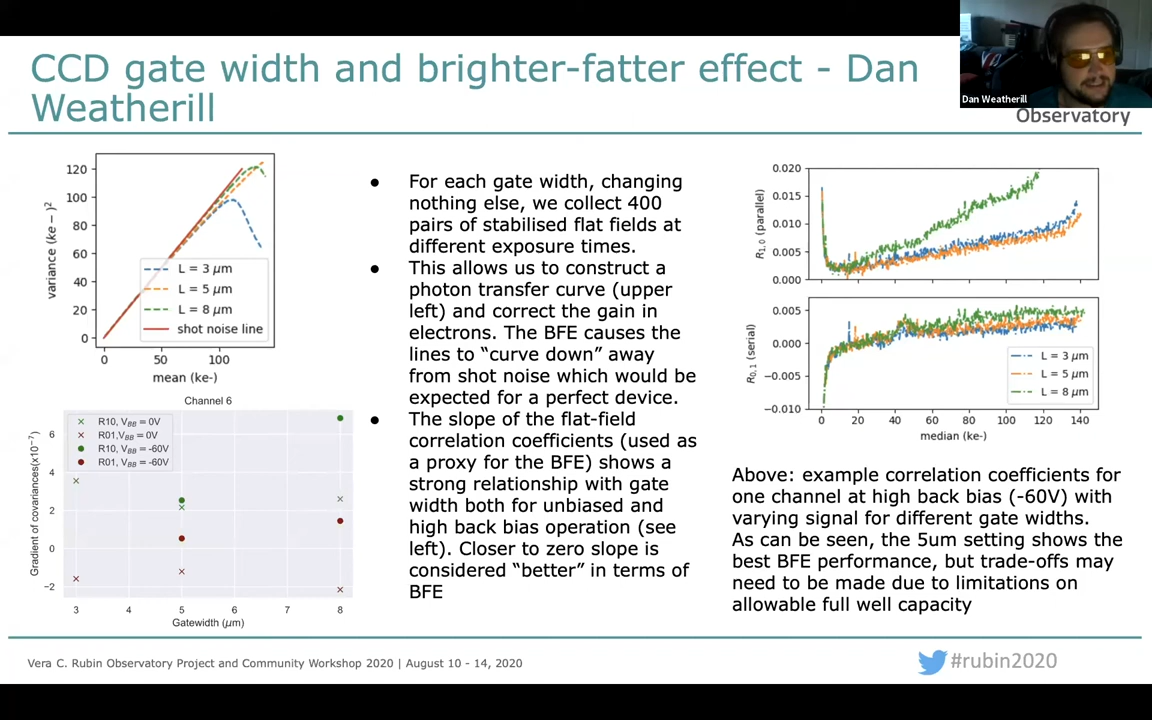 CCD gate width and brighter-fatter effect - Dan
Weatherill
Dan Weatherill
Observatory
120
100
80
60
40
20
0
variance (ke−)²
L = 3 μm
L = 5 μm
L = 8 μm
shot noise line
0 50 100
mean (ke-)
Channel 6
R10, VBB = 0V
R01,VBB = 0V
R10, VBB = -60V
R01, VBB = -60V
6
4
2
0
−2
Gradient of covariances(x10⁻⁷)
3 4 5 6 7 8
Gatewidth (μm)
● For each gate width, changing
nothing else, we collect 400
pairs of stabilised flat fields at
different exposure times.
● This allows us to construct a
photon transfer curve (upper
left) and correct the gain in
electrons. The BFE causes the
lines to “curve down” away
from shot noise which would be
expected for a perfect device.
● The slope of the flat-field
correlation coefficients (used as
a proxy for the BFE) shows a
strong relationship with gate
width both for unbiased and
high back bias operation (see
left). Closer to zero slope is
considered “better” in terms of
BFE
0.020
0.015
0.010
0.005
0.000
R1,0 (parallel)
0.005
0.000
−0.005
−0.010
R0,1 (serial)
L = 3 μm
L = 5 μm
L = 8 μm
0 20 40 60 80 100 120 140
median (ke-)
Above: example correlation coefficients for
one channel at high back bias (-60V) with
varying signal for different gate widths.
As can be seen, the 5um setting shows the
best BFE performance, but trade-offs may
need to be made due to limitations on
allowable full well capacity
Vera C. Rubin Observatory Project and Community Workshop 2020 | August 10 - 14, 2020
#rubin2020